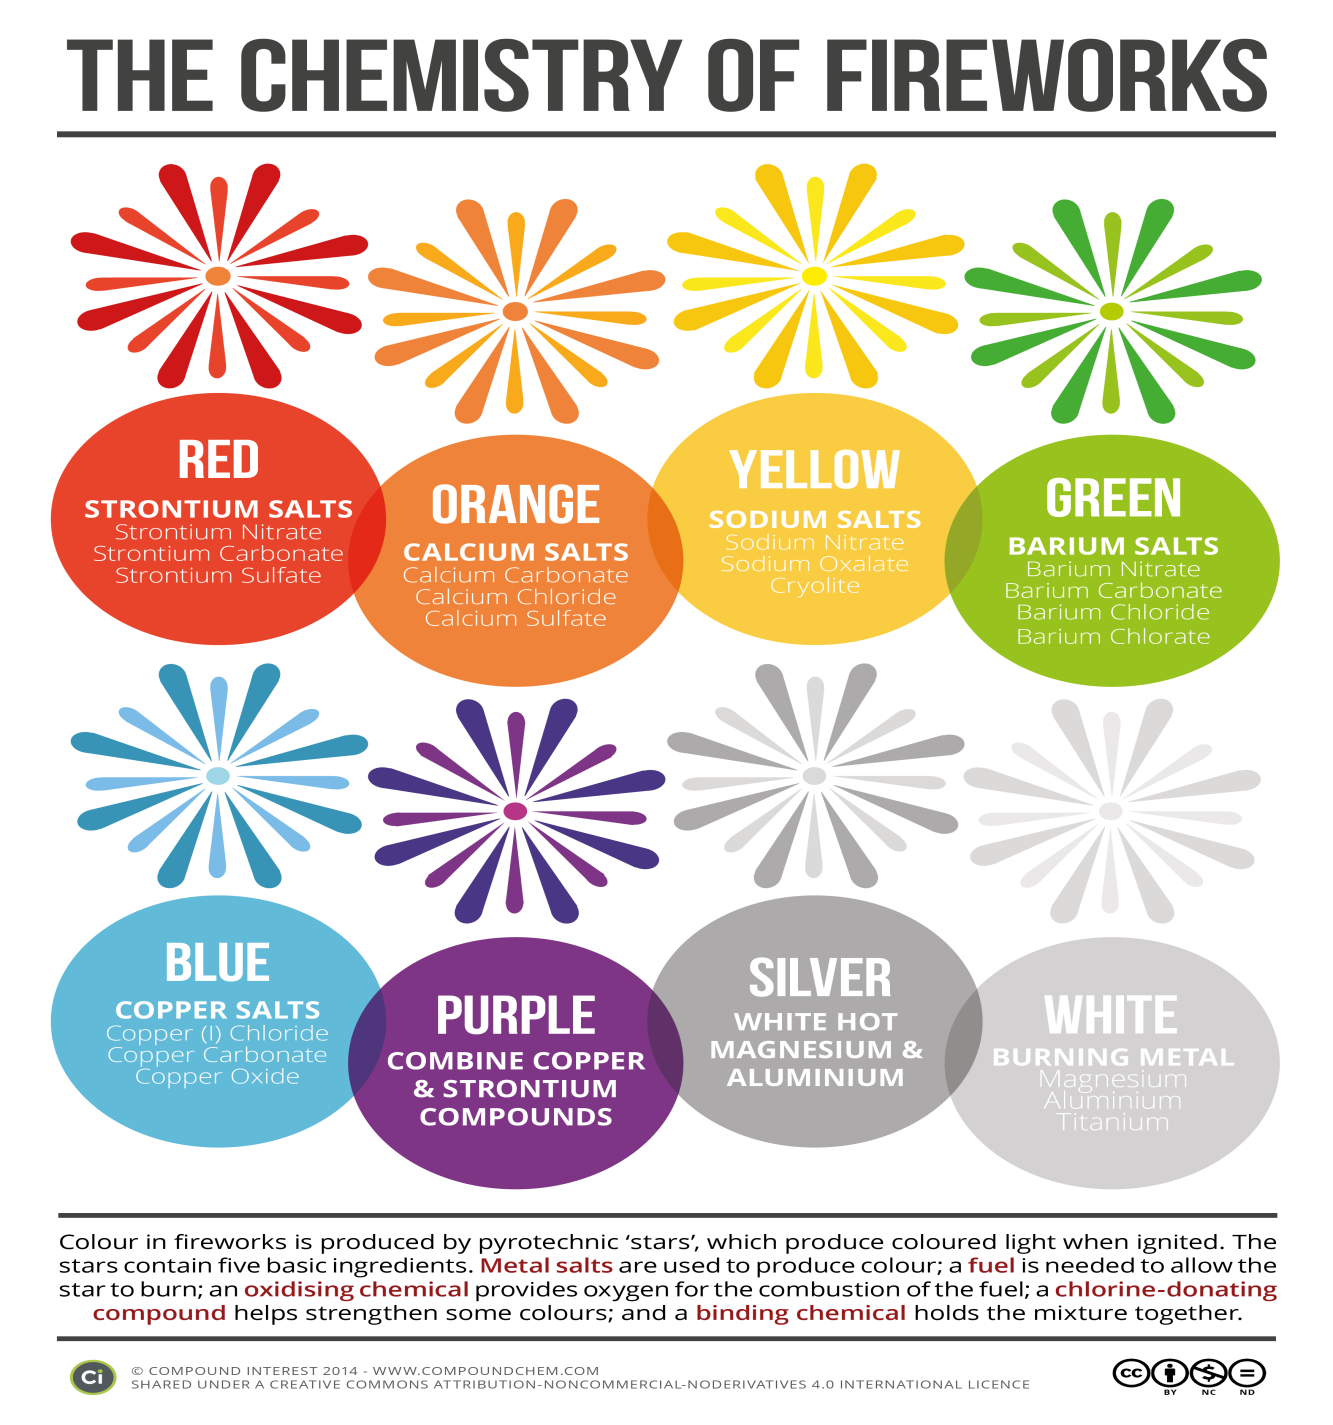 THE CHEMISTRY OF FIREWORKS
RED
STRONTIUM SALTS
Strontium Nitrate
Strontium Carbonate
Strontium Sulfate
ORANGE
CALCIUM SALTS
Calcium Carbonate
Calcium Chloride
Calcium Sulfate
YELLOW
SODIUM SALTS
Sodium Nitrate
Sodium Oxalate
Cryolite
GREEN
BARIUM SALTS
Barium Nitrate
Barium Carbonate
Barium Chloride
Barium Chlorate
BLUE
COPPER SALTS
Copper (I) Chloride
Copper Carbonate
Copper Oxide
PURPLE
COMBINE COPPER
& STRONTIUM
COMPOUNDS
SILVER
WHITE HOT
MAGNESIUM &
ALUMINIUM
WHITE
BURNING METAL
Magnesium
Aluminium
Titanium
Colour in fireworks is produced by pyrotechnic ‘stars’, which produce coloured light when ignited. The
stars contain five basic ingredients. Metal salts are used to produce colour; a fuel is needed to allow the
star to burn; an oxidising chemical provides oxygen for the combustion of the fuel; a chlorine-donating
compound helps strengthen some colours; and a binding chemical holds the mixture together.
Ci
© COMPOUND INTEREST 2014 - WWW.COMPOUNDCHEM.COM
SHARED UNDER A CREATIVE COMMONS ATTRIBUTION-NONCOMMERCIAL-NODERIVATIVES 4.0 INTERNATIONAL LICENCE
cc
BY NC ND